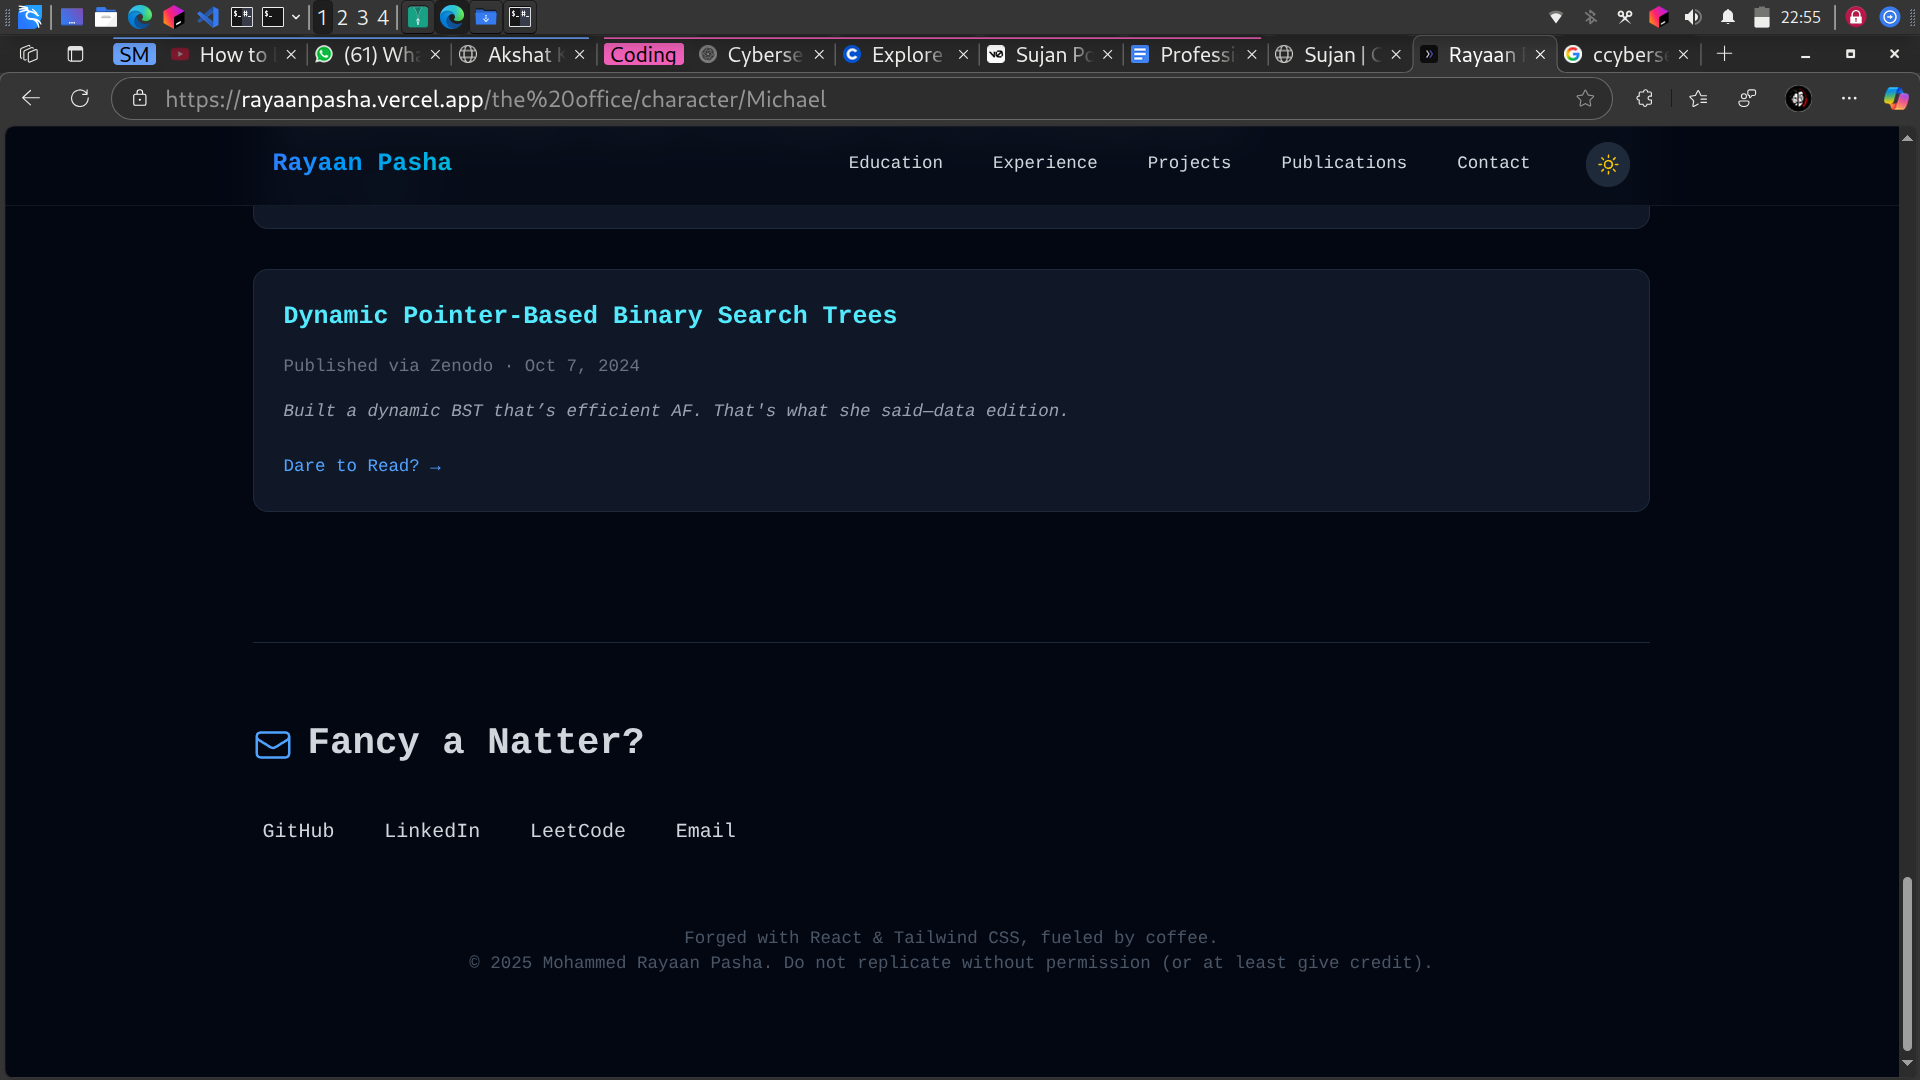 1 2 3 4
22:55
SM
How to
(61) Wha
Akshat K
Coding
Cyberse
Explore
Sujan Po
Professi
Sujan | C
Rayaan
ccyberse
https://rayaanpasha.vercel.app/the%20office/character/Michael
Rayaan Pasha
Education
Experience
Projects
Publications
Contact
Dynamic Pointer-Based Binary Search Trees
Published via Zenodo · Oct 7, 2024
Built a dynamic BST that’s efficient AF. That's what she said—data edition.
Dare to Read? →
Fancy a Natter?
GitHub
LinkedIn
LeetCode
Email
Forged with React & Tailwind CSS, fueled by coffee.
© 2025 Mohammed Rayaan Pasha. Do not replicate without permission (or at least give credit).